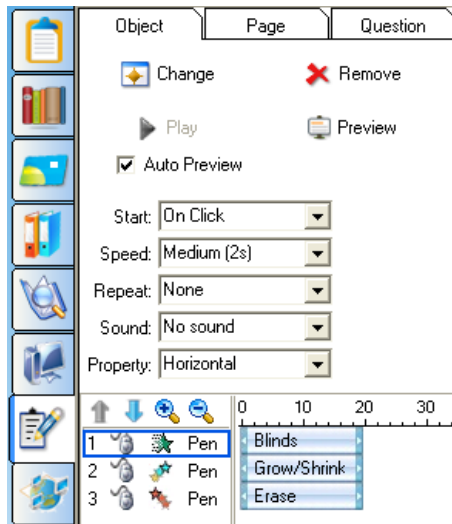 Object Page Question
Change Remove
Play Preview
Auto Preview
Start: On Click
Speed: Medium (2s)
Repeat: None
Sound: No sound
Property: Horizontal
0 10 20 30
1 Pen Blinds
2 Pen Grow/Shrink
3 Pen Erase